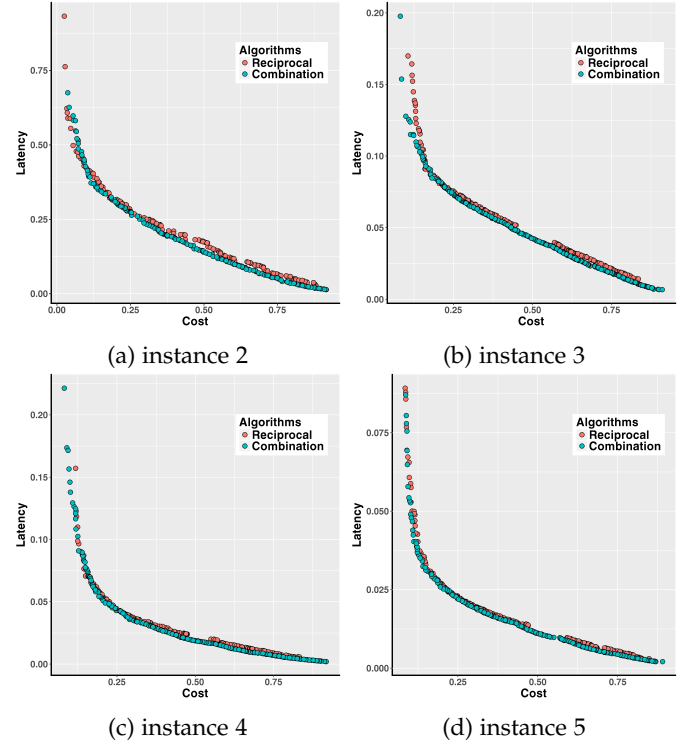 Algorithms
Reciprocal
Combination
0.75
0.50
0.25
0.00
Latency
0.00 0.25 0.50 0.75
Cost
(a) instance 2
Algorithms
Reciprocal
Combination
0.20
0.15
0.10
0.05
0.00
Latency
0.25 0.50 0.75
Cost
(b) instance 3
Algorithms
Reciprocal
Combination
0.20
0.15
0.10
0.05
0.00
Latency
0.25 0.50 0.75
Cost
(c) instance 4
Algorithms
Reciprocal
Combination
0.075
0.050
0.025
0.000
Latency
0.25 0.50 0.75
Cost
(d) instance 5